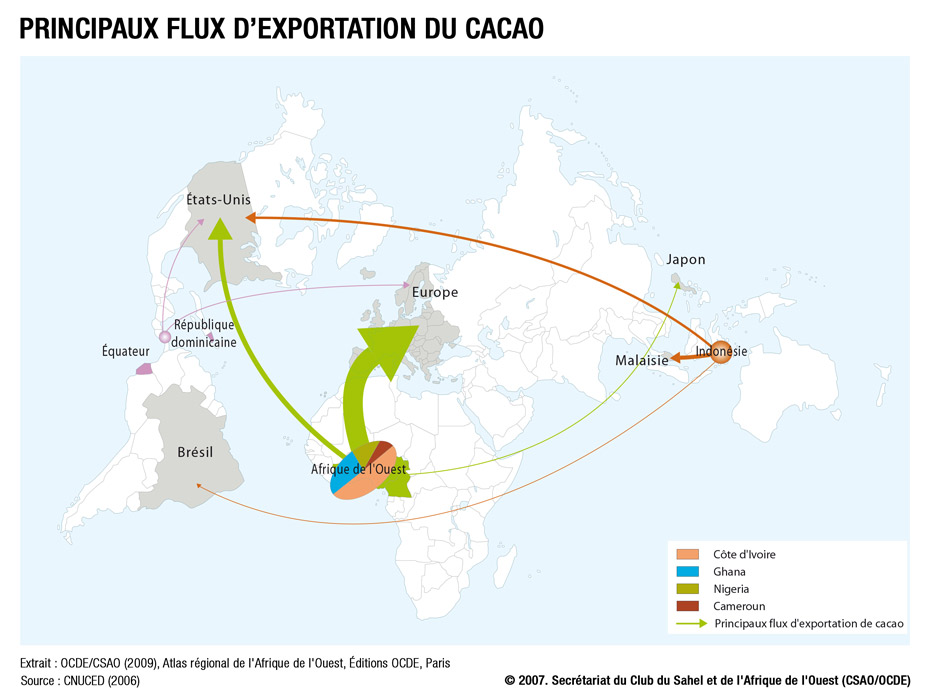 PRINCIPAUX FLUX D'EXPORTATION DU CACAO
États-Unis
Japon
Europe
République
dominicaine
Équateur
Malaisie
Indonésie
Brésil
Afrique de l'Ouest
Côte d'Ivoire
Ghana
Nigeria
Cameroun
Principaux flux d'exportation de cacao
Extrait : OCDE/CSAO (2009), Atlas régional de l'Afrique de l'Ouest, Éditions OCDE, Paris
Source : CNUCED (2006)
© 2007. Secrétariat du Club du Sahel et de l'Afrique de l'Ouest (CSAO/OCDE)